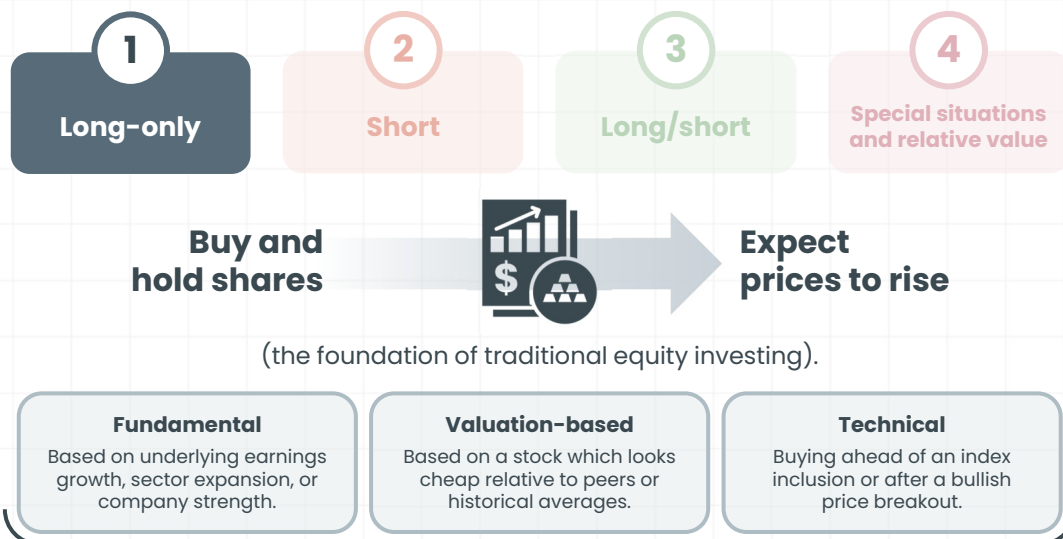 1
Long-only
2
Short
3
Long/short
4
Special situations
and relative value
Buy and
hold shares
$
Expect
prices to rise
(the foundation of traditional equity investing).
Fundamental
Based on underlying earnings
growth, sector expansion, or
company strength.
Valuation-based
Based on a stock which looks
cheap relative to peers or
historical averages.
Technical
Buying ahead of an index
inclusion or after a bullish
price breakout.